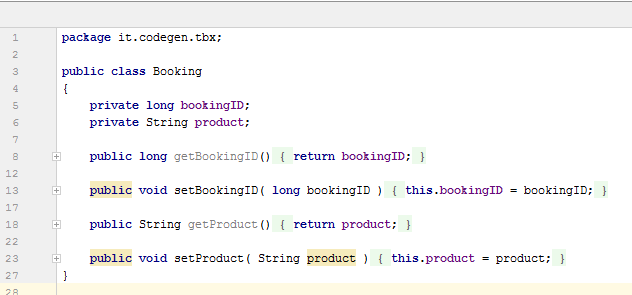 1 package it.codegen.tbx;
2
3 public class Booking
4 {
5 private long bookingID;
6 private String product;
7
8 public long getBookingID() { return bookingID; }
12
13 public void setBookingID( long bookingID ) { this.bookingID = bookingID; }
17
18 public String getProduct() { return product; }
22
23 public void setProduct( String product ) { this.product = product; }
27 }
28